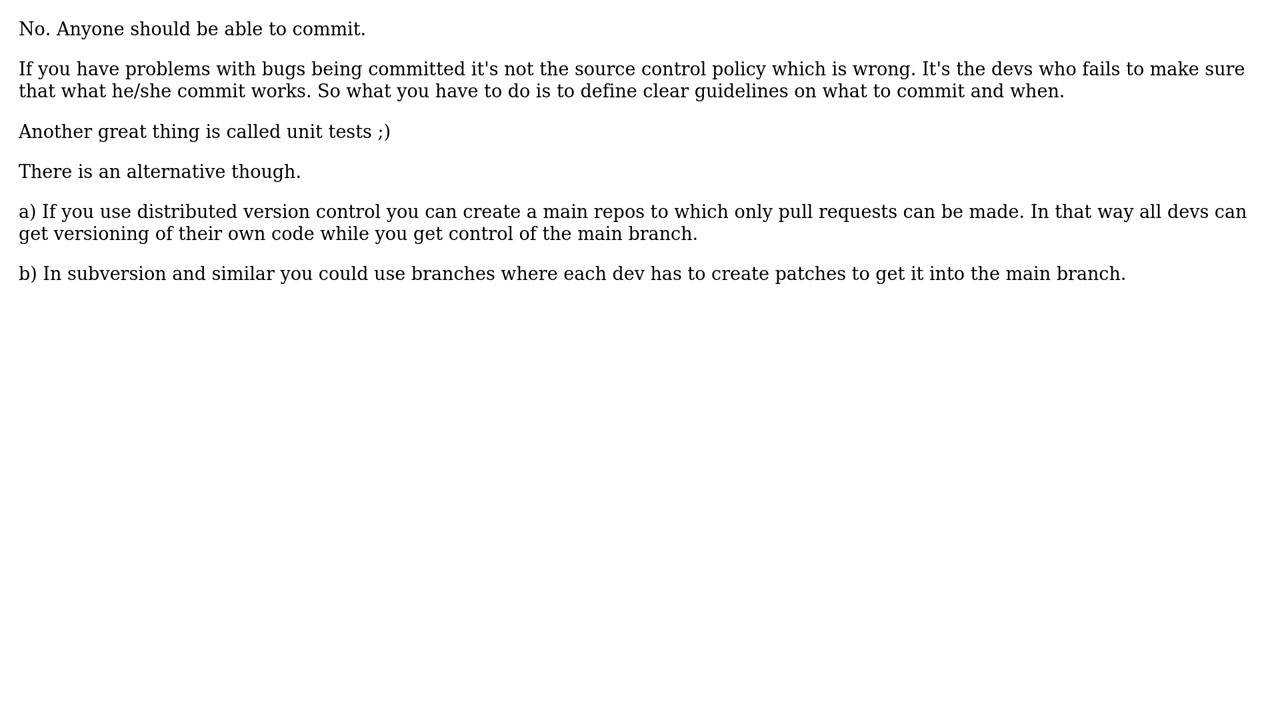 No. Anyone should be able to commit.
If you have problems with bugs being committed it's not the source control policy which is wrong. It's the devs who fails to make sure
that what he/she commit works. So what you have to do is to define clear guidelines on what to commit and when.
Another great thing is called unit tests ;)
There is an alternative though.
a) If you use distributed version control you can create a main repos to which only pull requests can be made. In that way all devs can
get versioning of their own code while you get control of the main branch.
b) In subversion and similar you could use branches where each dev has to create patches to get it into the main branch.